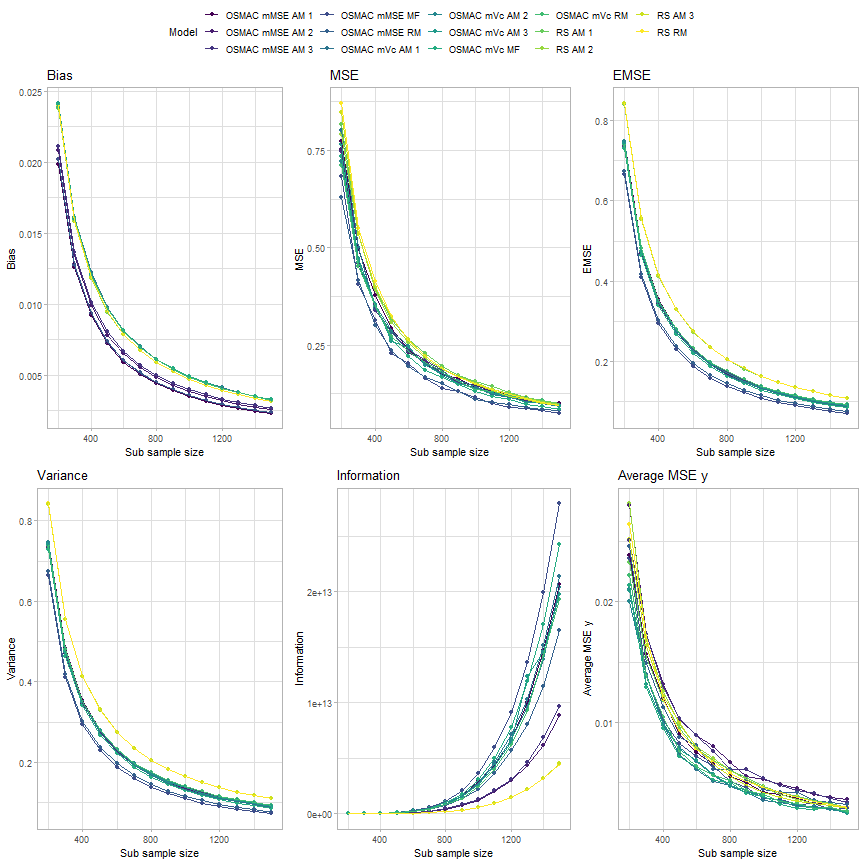 OSMAC mMSE AM 1 OSMAC mMSE MF OSMAC mVc AM 2 OSMAC mVc RM RS AM 3
Model OSMAC mMSE AM 2 OSMAC mMSE RM OSMAC mVc AM 3 RS AM 1 RS RM
OSMAC mMSE AM 3 OSMAC mVc AM 1 OSMAC mVc MF RS AM 2
Bias MSE EMSE
0.025
0.020
0.015
0.010
0.005
Bias
400 800 1200
Sub sample size
0.75
0.50
0.25
MSE
400 800 1200
Sub sample size
0.8
0.6
0.4
0.2
EMSE
400 800 1200
Sub sample size
Variance Information Average MSE y
0.8
0.6
0.4
0.2
Variance
400 800 1200
Sub sample size
2e+13
1e+13
0e+00
Information
400 800 1200
Sub sample size
0.02
0.01
Average MSE y
400 800 1200
Sub sample size